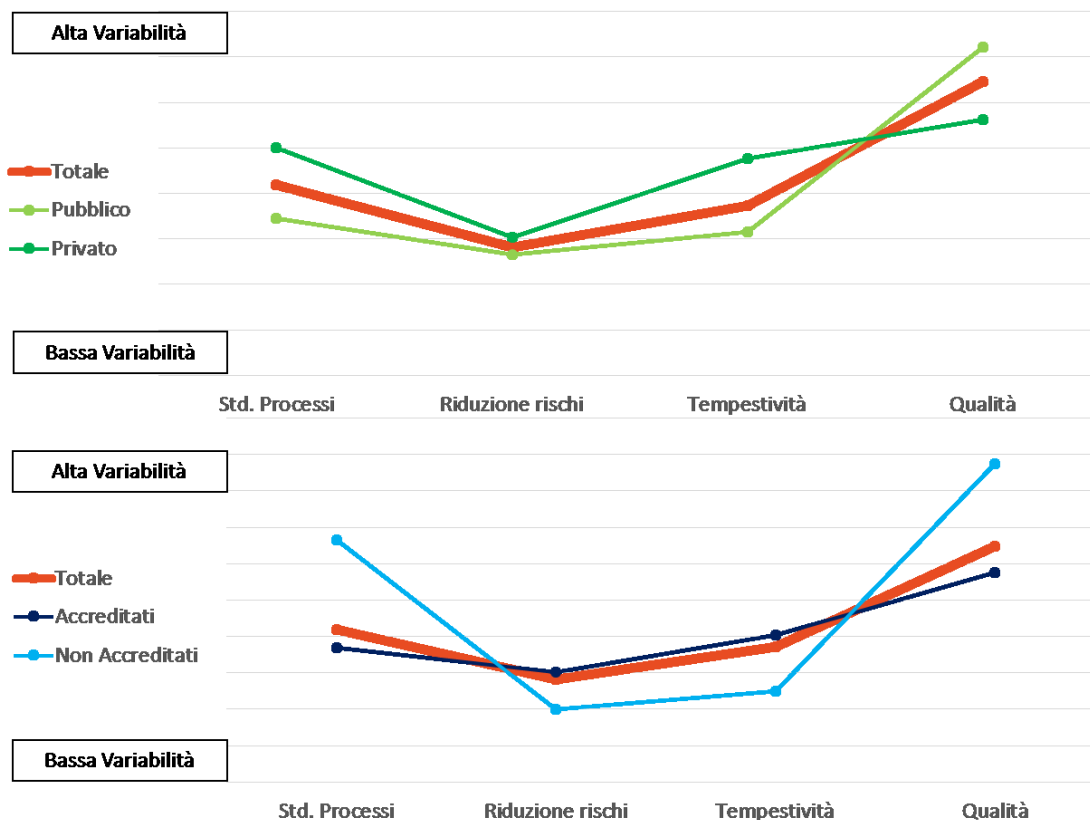 Alta Variabilità
Totale
Pubblico
Privato
Bassa Variabilità
Std. Processi Riduzione rischi Tempestività Qualità
Alta Variabilità
Totale
Accreditati
Non Accreditati
Bassa Variabilità
Std. Processi Riduzione rischi Tempestività Qualità